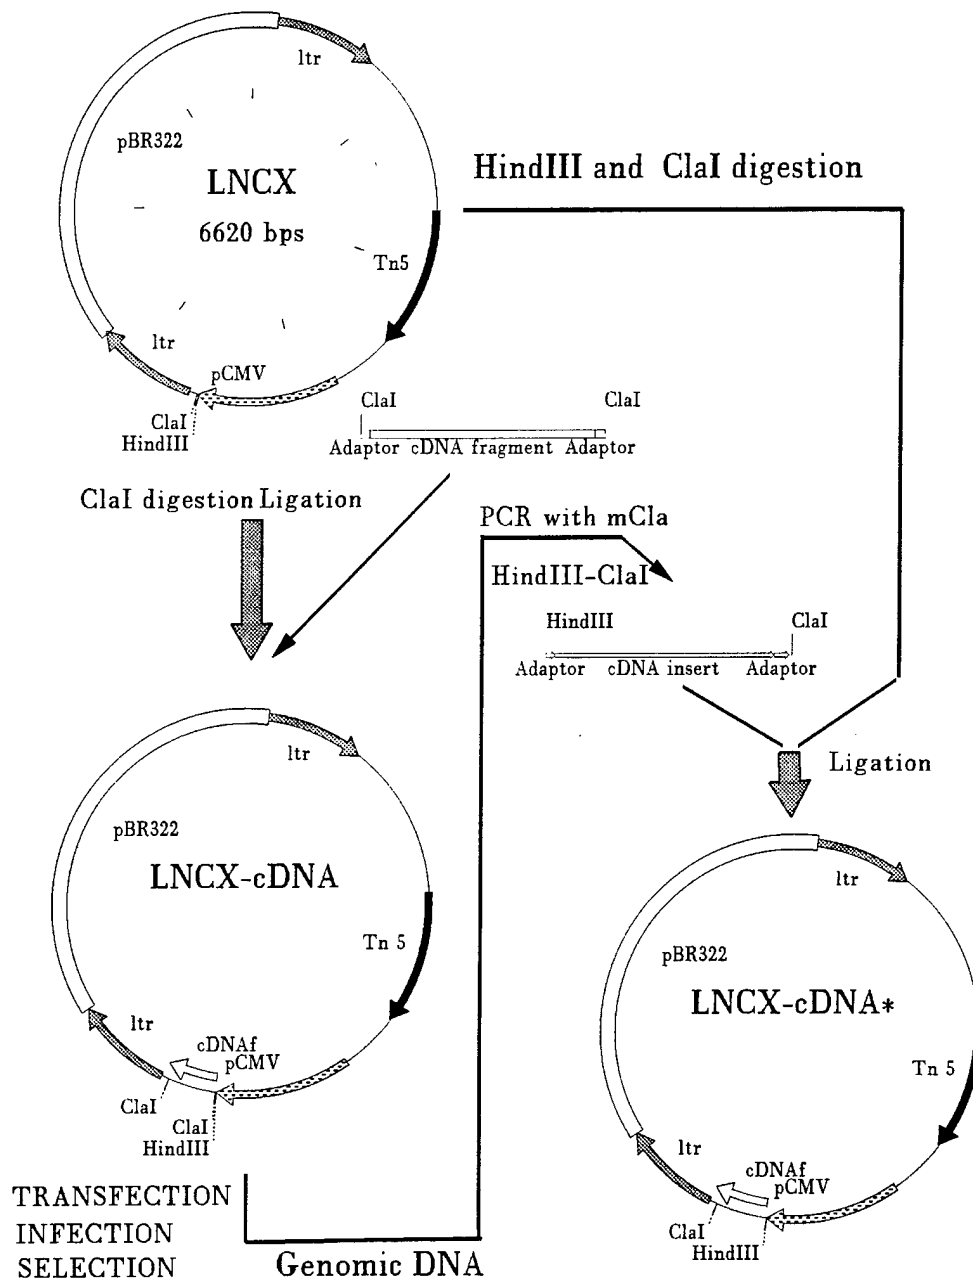 ltr
pBR322
LNCX
6620 bps
Tn5
ltr
pCMV
ClaI
HindIII
HindIII and ClaI digestion
ClaI
ClaI
Adaptor cDNA fragment Adaptor
ClaI digestion Ligation
PCR with mCla
HindIII-ClaI
HindIII
ClaI
Adaptor cDNA insert Adaptor
Ligation
ltr
pBR322
LNCX-cDNA
Tn 5
ltr
cDNAf
pCMV
ClaI
ClaI
HindIII
ltr
pBR322
LNCX-cDNA*
Tn 5
ltr
cDNAf
pCMV
ClaI
HindIII
TRANSFECTION
INFECTION
SELECTION
Genomic DNA